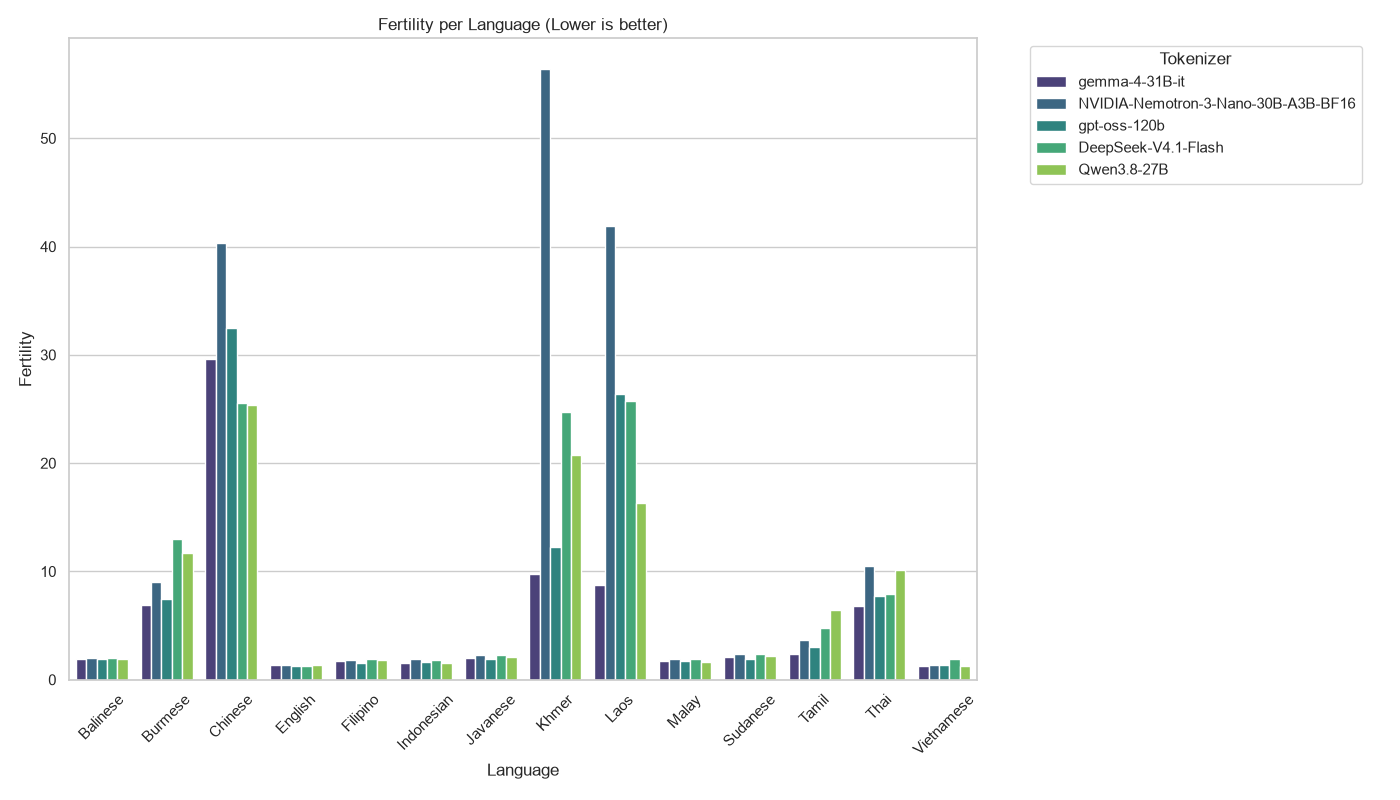 Fertility per Language (Lower is better)
Tokenizer
gemma-4-31B-it
NVIDIA-Nemotron-3-Nano-30B-A3B-BF16
gpt-oss-120b
DeepSeek-V4.1-Flash
Qwen3.8-27B
Fertility
50
40
30
20
10
0
Balinese
Burmese
Chinese
English
Filipino
Indonesian
Javanese
Khmer
Laos
Malay
Sudanese
Tamil
Thai
Vietnamese
Language